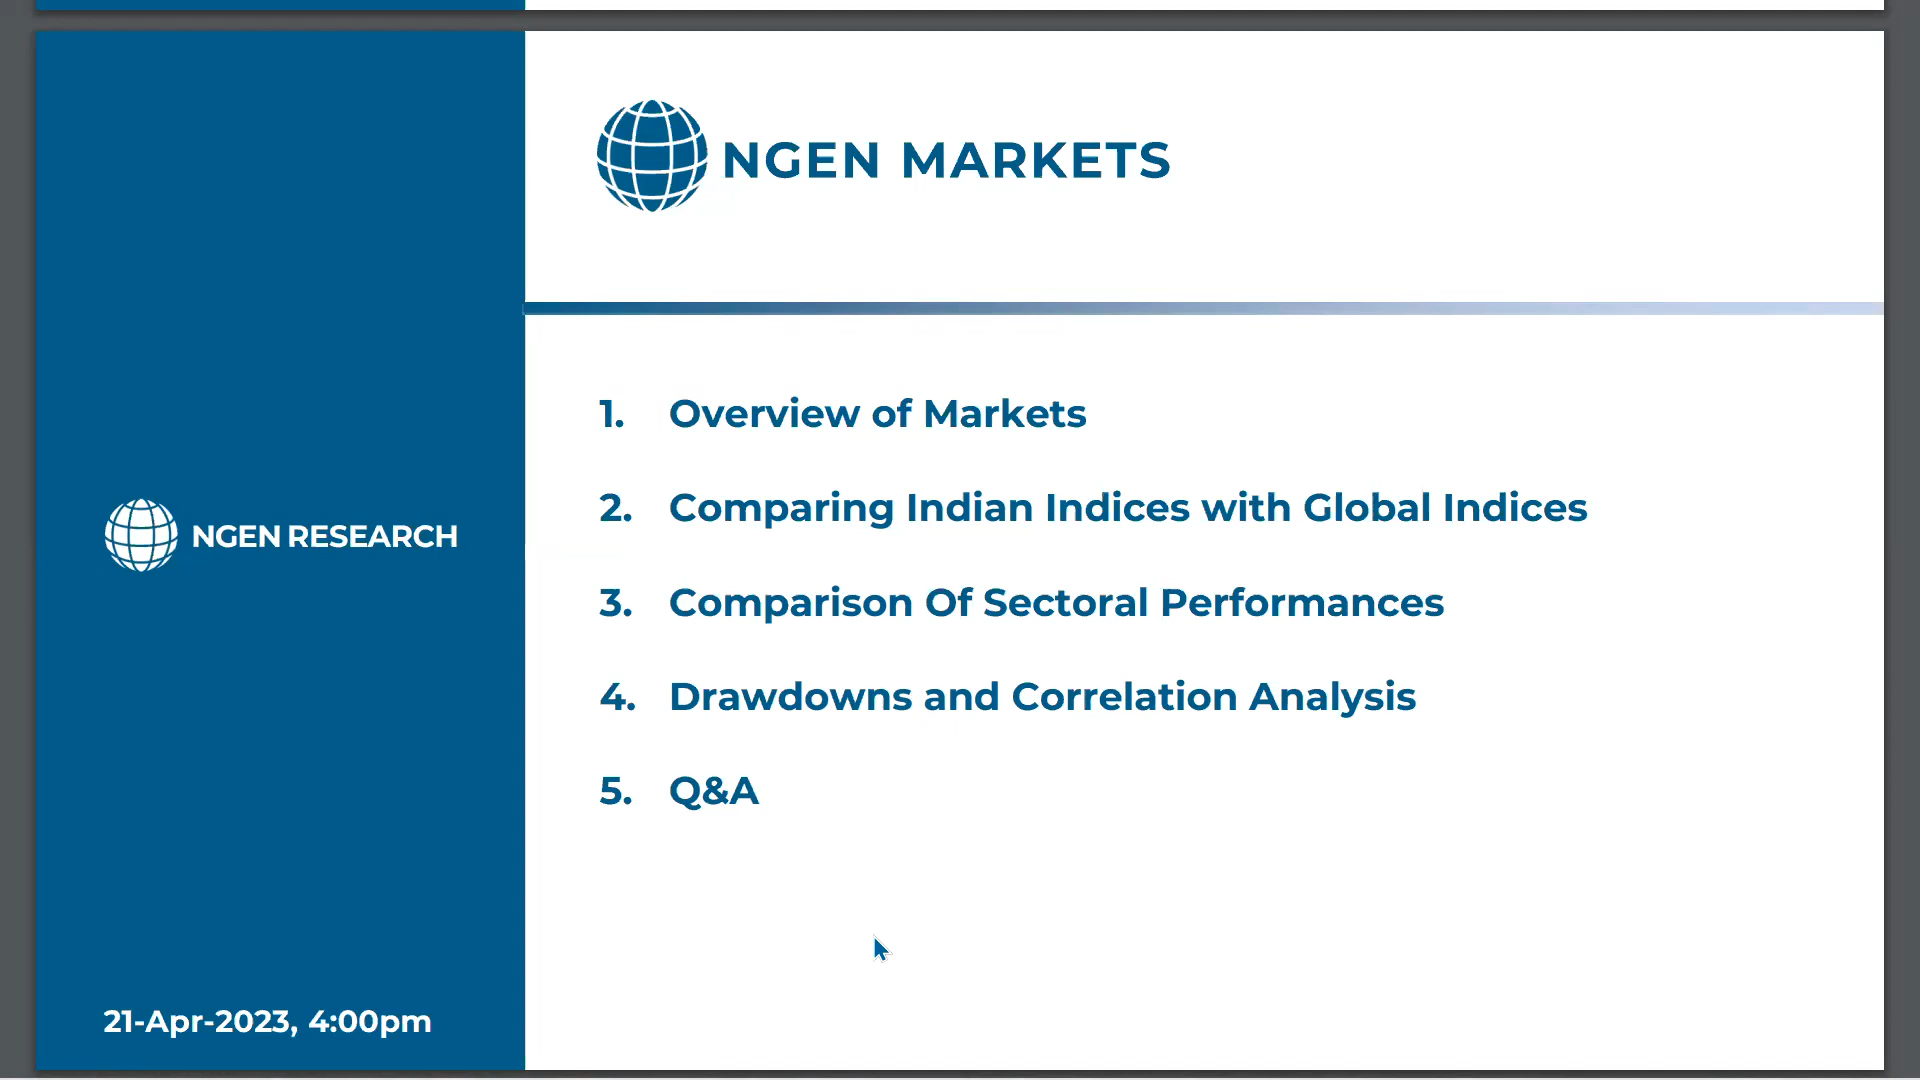 NGEN MARKETS
1. Overview of Markets
2. Comparing Indian Indices with Global Indices
3. Comparison Of Sectoral Performances
4. Drawdowns and Correlation Analysis
5. Q&A
NGEN RESEARCH
21-Apr-2023, 4:00pm